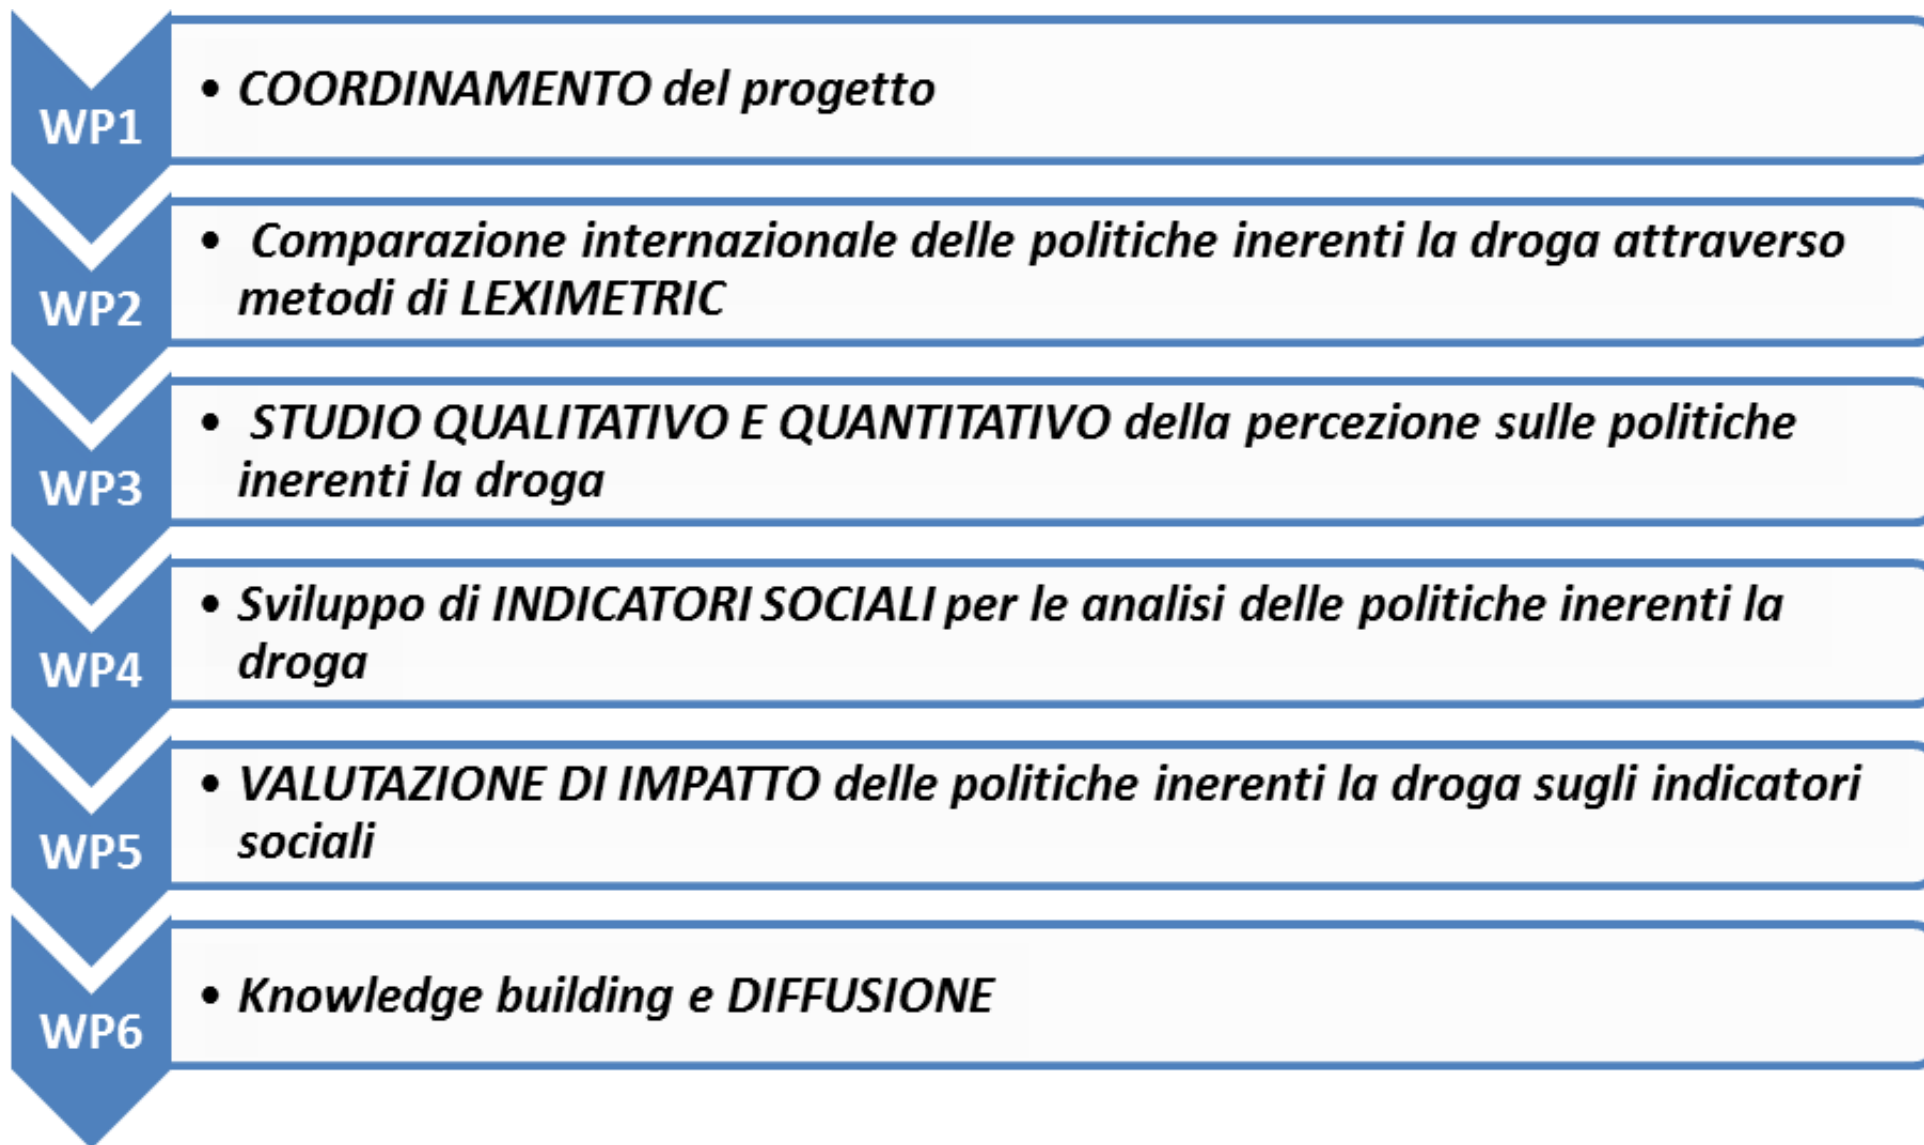 WP1
• COORDINAMENTO del progetto
WP2
• Comparazione internazionale delle politiche inerenti la droga attraverso
metodi di LEXIMETRIC
WP3
• STUDIO QUALITATIVO E QUANTITATIVO della percezione sulle politiche
inerenti la droga
WP4
• Sviluppo di INDICATORI SOCIALI per le analisi delle politiche inerenti la
droga
WP5
• VALUTAZIONE DI IMPATTO delle politiche inerenti la droga sugli indicatori
sociali
WP6
• Knowledge building e DIFFUSIONE